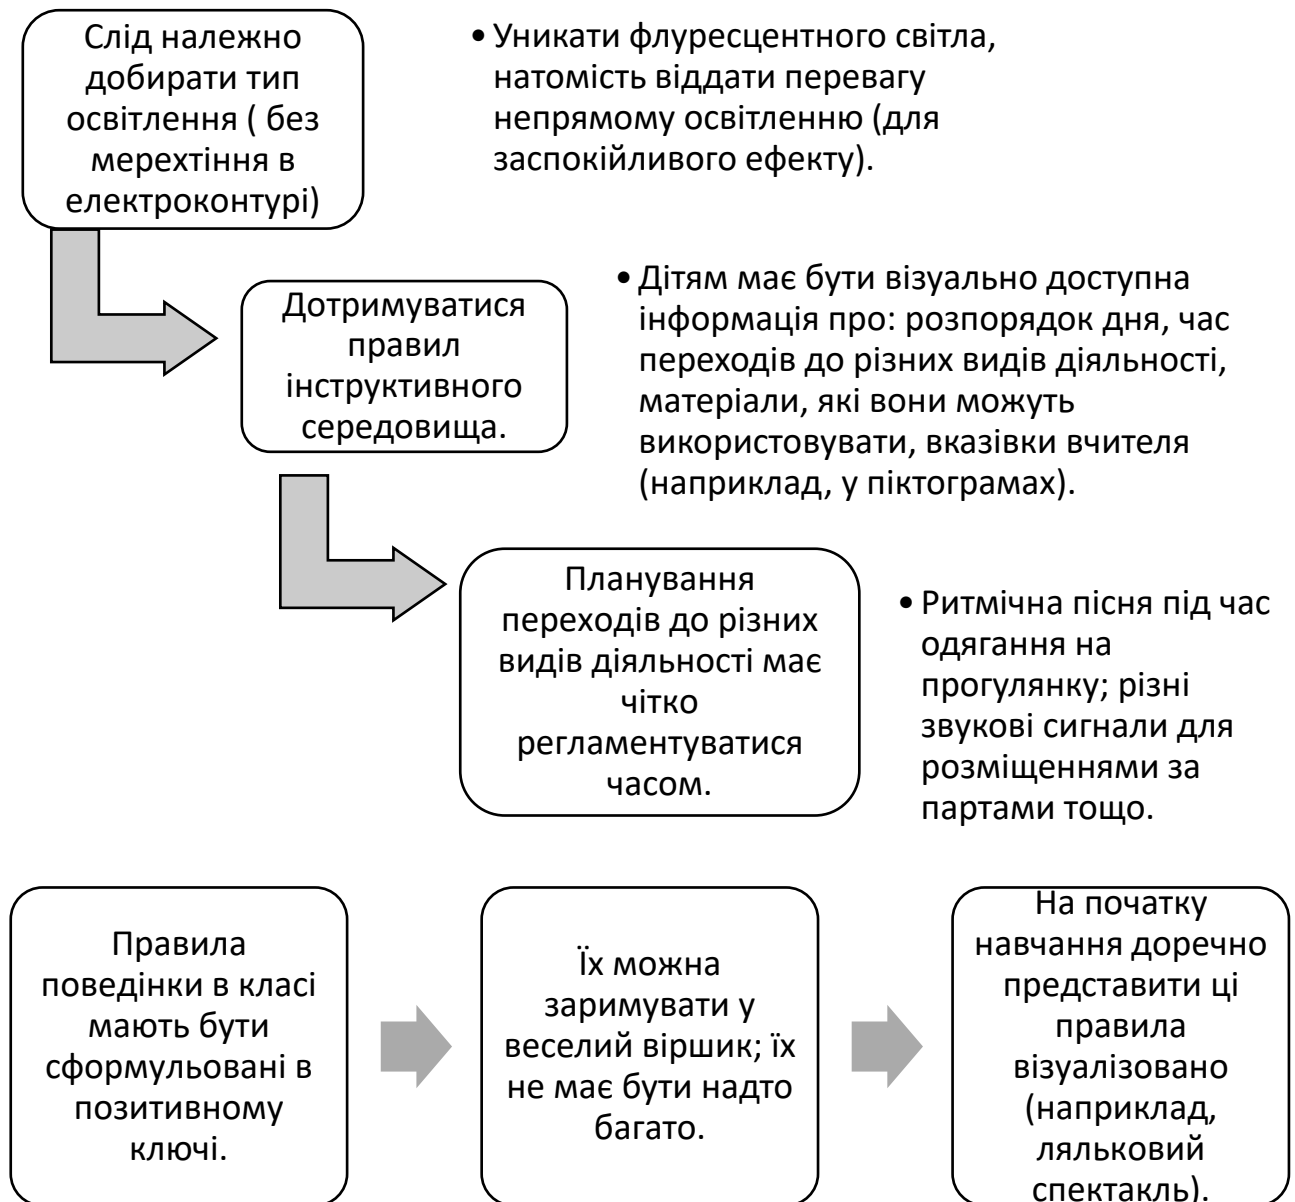 Слід належно
добирати тип
освітлення ( без
мерехтіння в
електроконтурі)
• Уникати флуресцентного світла,
натомість віддати перевагу
непрямому освітленню (для
заспокійливого ефекту).
Дотримуватися
правил
інструктивного
середовища.
• Дітям має бути візуально доступна
інформація про: розпорядок дня, час
переходів до різних видів діяльності,
матеріали, які вони можуть
використовувати, вказівки вчителя
(наприклад, у піктограмах).
Планування
переходів до різних
видів діяльності має
чітко
регламентуватися
часом.
• Ритмічна пісня під час
одягання на
прогулянку; різні
звукові сигнали для
розміщеннями за
партами тощо.
Правила
поведінки в класі
мають бути
сформульовані в
позитивному
ключі.
Їх можна
заримувати у
веселий віршик; їх
не має бути надто
багато.
На початку
навчання доречно
представити ці
правила
візуалізовано
(наприклад,
ляльковий
спектакль).